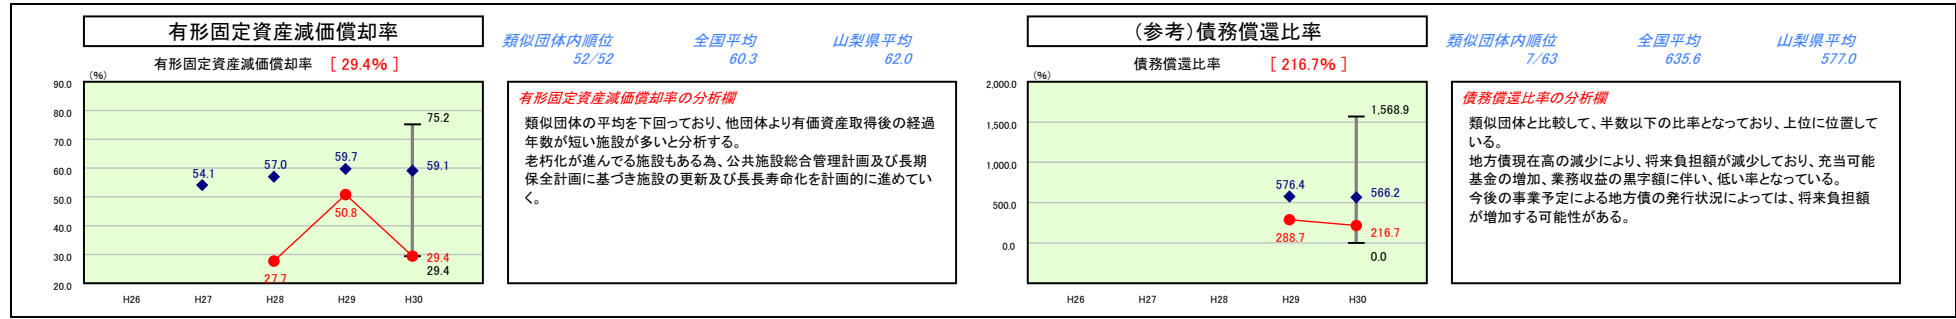 有形固定資産減価償却率
有形固定資産減価償却率 [ 29.4% ]
類似団体内順位 全国平均 山梨県平均
52/52 60.3 62.0
(%)
90.0
80.0
70.0
60.0
50.0
40.0
30.0
20.0
75.2
54.1
57.0
59.7
59.1
27.7
50.8
29.4
29.4
H26 H27 H28 H29 H30
有形固定資産減価償却率の分析欄
類似団体の平均を下回っており、他団体より有価資産取得後の経過
年数が短い施設が多いと分析する。
老朽化が進んでる施設もある為、公共施設総合管理計画及び長期
保全計画に基づき施設の更新及び長長寿命化を計画的に進めてい
く。
(参考)債務償還比率
債務償還比率 [ 216.7% ]
類似団体内順位 全国平均 山梨県平均
7/63 635.6 577.0
(%)
2,000.0
1,500.0
1,000.0
500.0
0.0
1,568.9
576.4
566.2
288.7
216.7
0.0
H26 H27 H28 H29 H30
債務償還比率の分析欄
類似団体と比較して、半数以下の比率となっており、上位に位置して
いる。
地方債現在高の減少により、将来負担額が減少しており、充当可能
基金の増加、業務収益の黒字額に伴い、低い率となっている。
今後の事業予定による地方債の発行状況によっては、将来負担額
が増加する可能性がある。